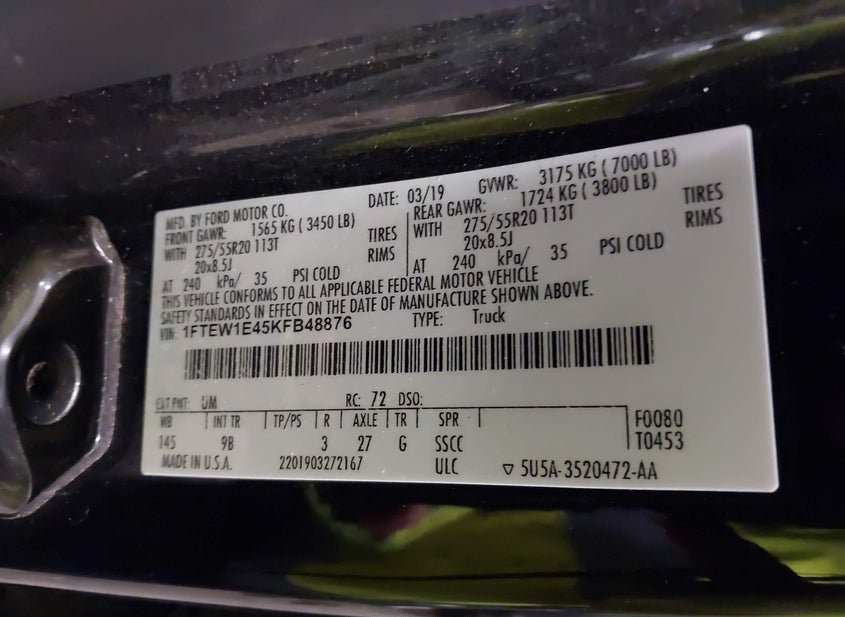 MFD. BY FORD MOTOR CO. DATE: 03/19 GVWR: 3175 KG ( 7000 LB)
FRONT GAWR: 1565 KG ( 3450 LB) REAR GAWR: 1724 KG ( 3800 LB)
WITH 275/55R20 113T TIRES WITH 275/55R20 113T TIRES
20x8.5J RIMS 20x8.5J RIMS
AT 240 kPa/ 35 PSI COLD AT 240 kPa/ 35 PSI COLD
THIS VEHICLE CONFORMS TO ALL APPLICABLE FEDERAL MOTOR VEHICLE
SAFETY STANDARDS IN EFFECT ON THE DATE OF MANUFACTURE SHOWN ABOVE.
VIN: 1FTEW1E45KFB48876 TYPE: Truck
EXT PNT: UM RC: 72 DSO:
WB INT TR TP/PS R AXLE TR SPR F0080
145 9B 3 27 G SSCC T0453
MADE IN U.S.A. 2201903272167 ULC ▽ 5U5A-3520472-AA